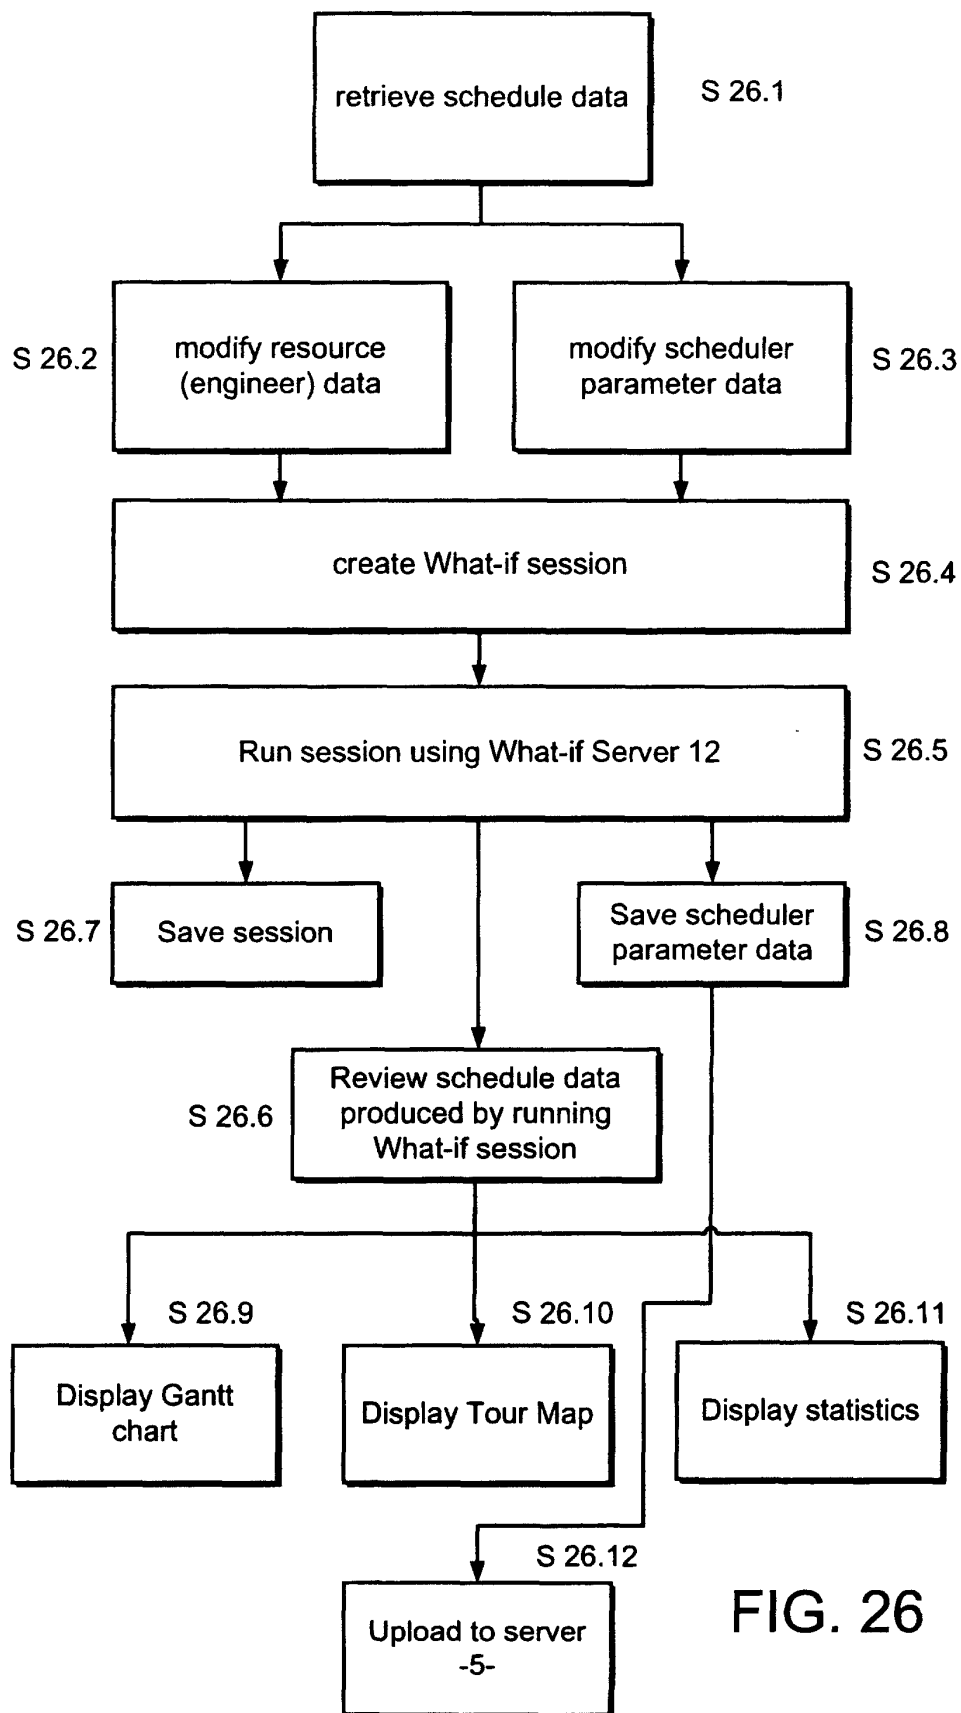 retrieve schedule data
S 26.1
S 26.2
modify resource
(engineer) data
modify scheduler
parameter data
S 26.3
create What-if session
S 26.4
Run session using What-if Server 12
S 26.5
S 26.7
Save session
Save scheduler
parameter data
S 26.8
S 26.6
Review schedule data
produced by running
What-if session
S 26.9
S 26.10
S 26.11
Display Gantt
chart
Display Tour Map
Display statistics
S 26.12
Upload to server
-5-
FIG. 26